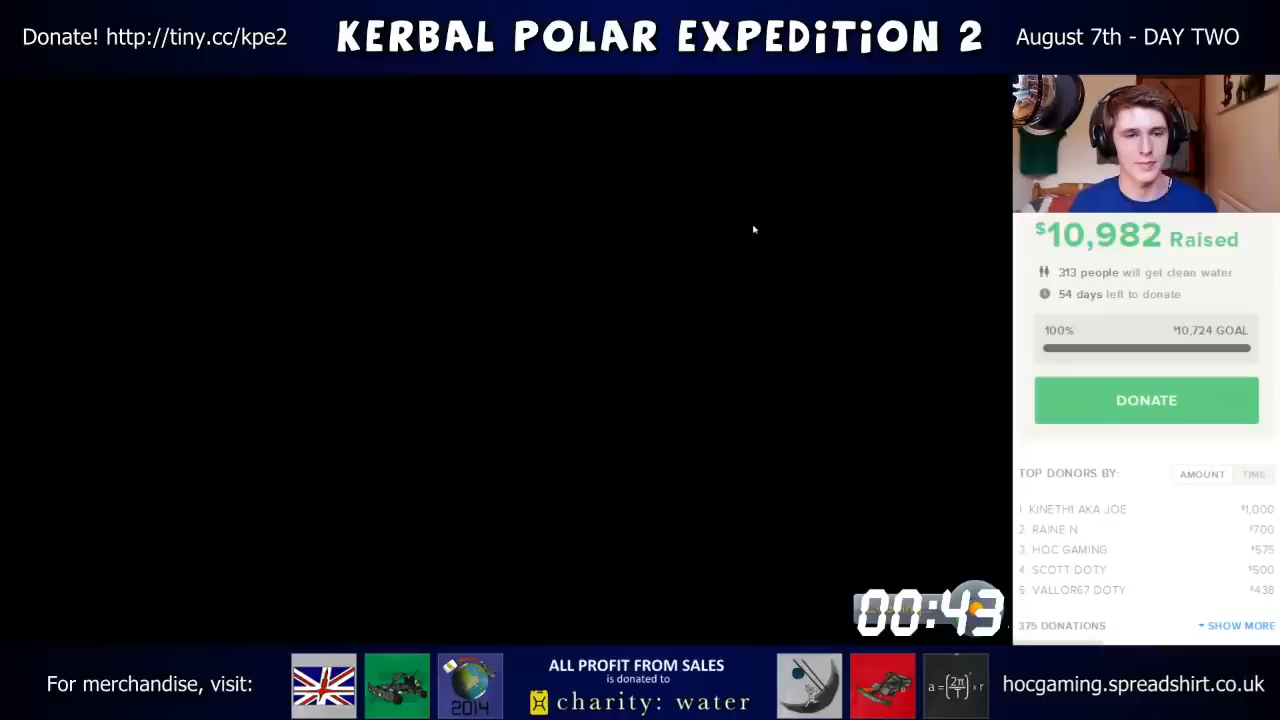 Donate! http://tiny.cc/kpe2
KERBAL POLAR EXPEDITION 2
August 7th - DAY TWO
$10,982 Raised
313 people will get clean water
54 days left to donate
100% $10,724 GOAL
DONATE
TOP DONORS BY: AMOUNT TIME
1. KINETH1 AKA JOE $1,000
2. RAINE N $700
3. HOC GAMING $575
4. SCOTT DOTY $500
5. VALLOR67 DOTY $438
375 DONATIONS SHOW MORE
00:43
For merchandise, visit:
2014
ALL PROFIT FROM SALES
is donated to
charity: water
a=(2π/T)²×r
hocgaming.spreadshirt.co.uk